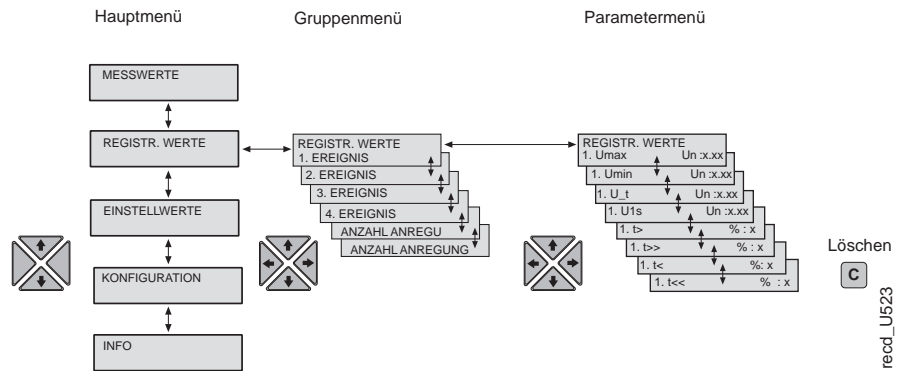 Hauptmenü
Gruppenmenü
Parametermenü
MESSWERTE
REGISTR. WERTE
EINSTELLWERTE
KONFIGURATION
INFO
REGISTR. WERTE
1. EREIGNIS
2. EREIGNIS
3. EREIGNIS
4. EREIGNIS
ANZAHL ANREGU
ANZAHL ANREGUNG
REGISTR. WERTE
1. Umax Un :x.xx
1. Umin Un :x.xx
1. U_t Un :x.xx
1. U1s Un :x.xx
1. t> % : x
1. t>> % : x
1. t< %: x
1. t<< % : x
Löschen
C
recd_U523